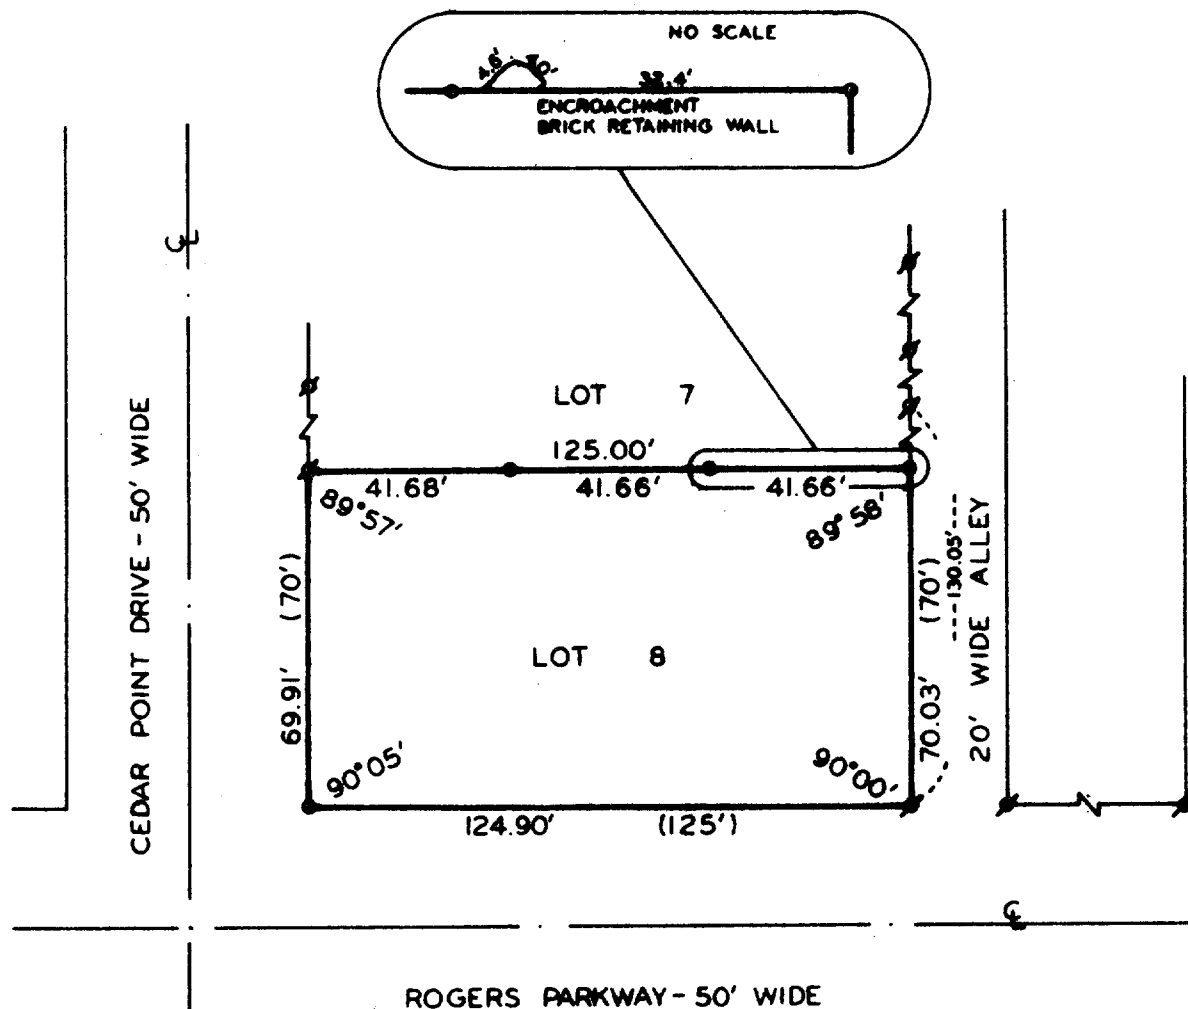 NO SCALE
4.6'
32.4'
ENCROACHMENT
BRICK RETAINING WALL
LOT 7
125.00'
41.68' 41.66' 41.66'
89°57' 89°58'
CEDAR POINT DRIVE - 50' WIDE
(70')
69.91'
LOT 8
(70')
70.03'
---130.05'---
20' WIDE ALLEY
90°05' 90°00'
124.90' (125')
ROGERS PARKWAY - 50' WIDE